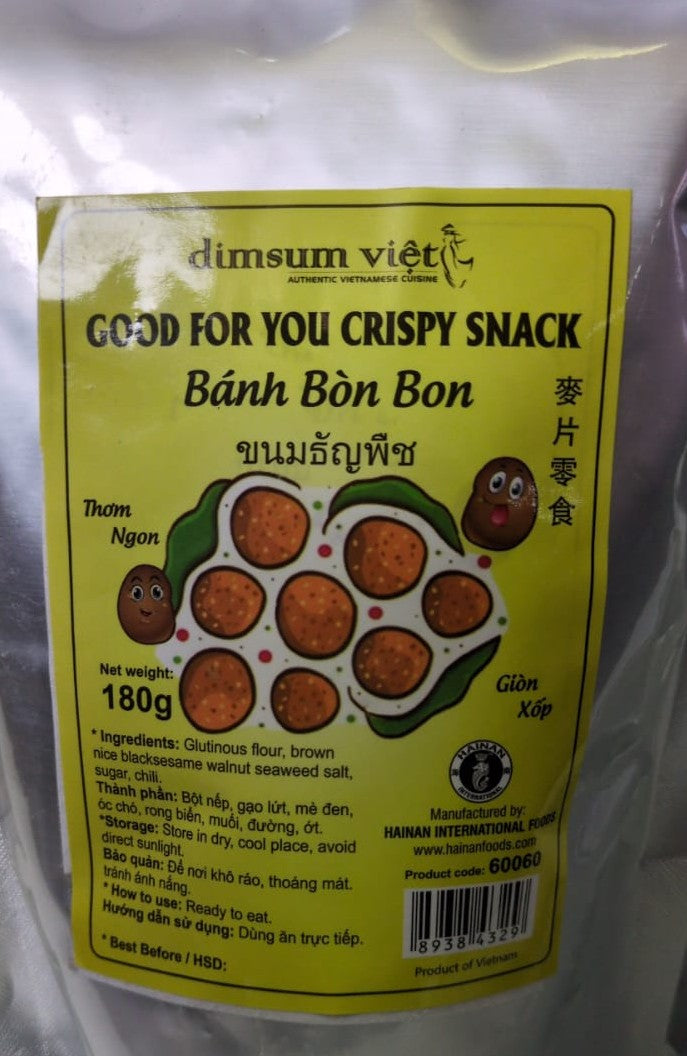 dimsum việt
AUTHENTIC VIETNAMESE CUISINE
GOOD FOR YOU CRISPY SNACK
Bánh Bòn Bon
ขนมธัญพืช
麥片零食
Thơm
Ngon
Giòn
Xốp
Net weight:
180g
* Ingredients: Glutinous flour, brown
rice blacksesame walnut seaweed salt,
sugar, chili.
Thành phần: Bột nếp, gạo lứt, mè đen,
óc chó, rong biển, muối, đường, ớt.
*Storage: Store in dry, cool place, avoid
direct sunlight.
Bảo quản: Để nơi khô ráo, thoáng mát.
tránh ánh nắng.
* How to use: Ready to eat.
Hướng dẫn sử dụng: Dùng ăn trực tiếp.
* Best Before / HSD:
HAINAN
INTERNATIONAL
Manufactured by:
HAINAN INTERNATIONAL FOODS
www.hainanfoods.com
Product code: 60060
8938 4329
Product of Vietnam